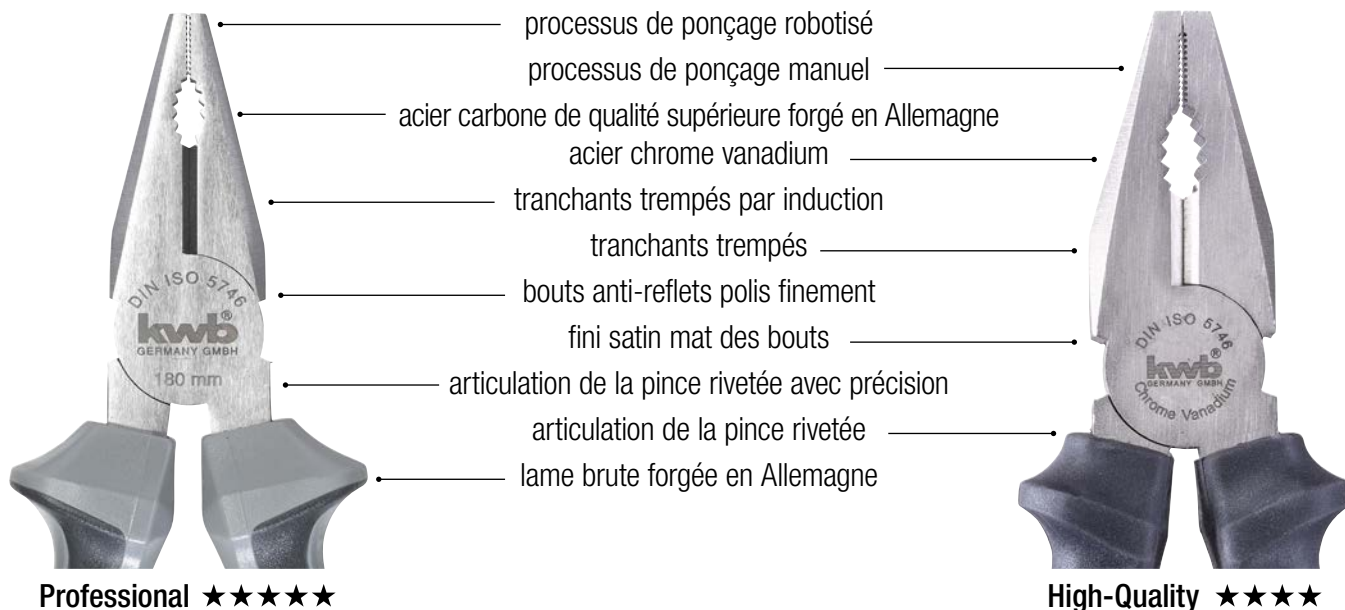 processus de ponçage robotisé
processus de ponçage manuel
acier carbone de qualité supérieure forgé en Allemagne
acier chrome vanadium
tranchants trempés par induction
tranchants trempés
bouts anti-reflets polis finement
fini satin mat des bouts
articulation de la pince rivetée avec précision
articulation de la pince rivetée
lame brute forgée en Allemagne
DIN ISO 5746
kwb®
GERMANY GMBH
180 mm
DIN ISO 5746
kwb®
GERMANY GMBH
Chrome Vanadium
Professional ★★★★★
High-Quality ★★★★